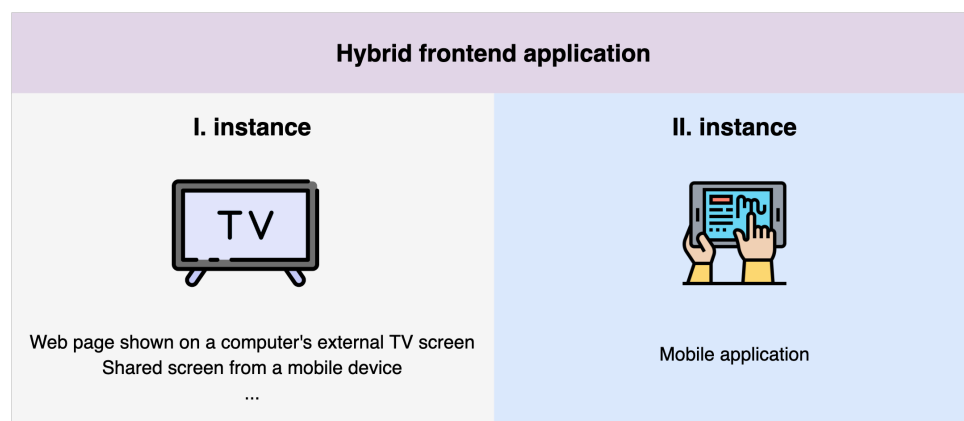 Hybrid frontend application
I. instance
II. instance
TV
Web page shown on a computer's external TV screen
Shared screen from a mobile device
...
Mobile application